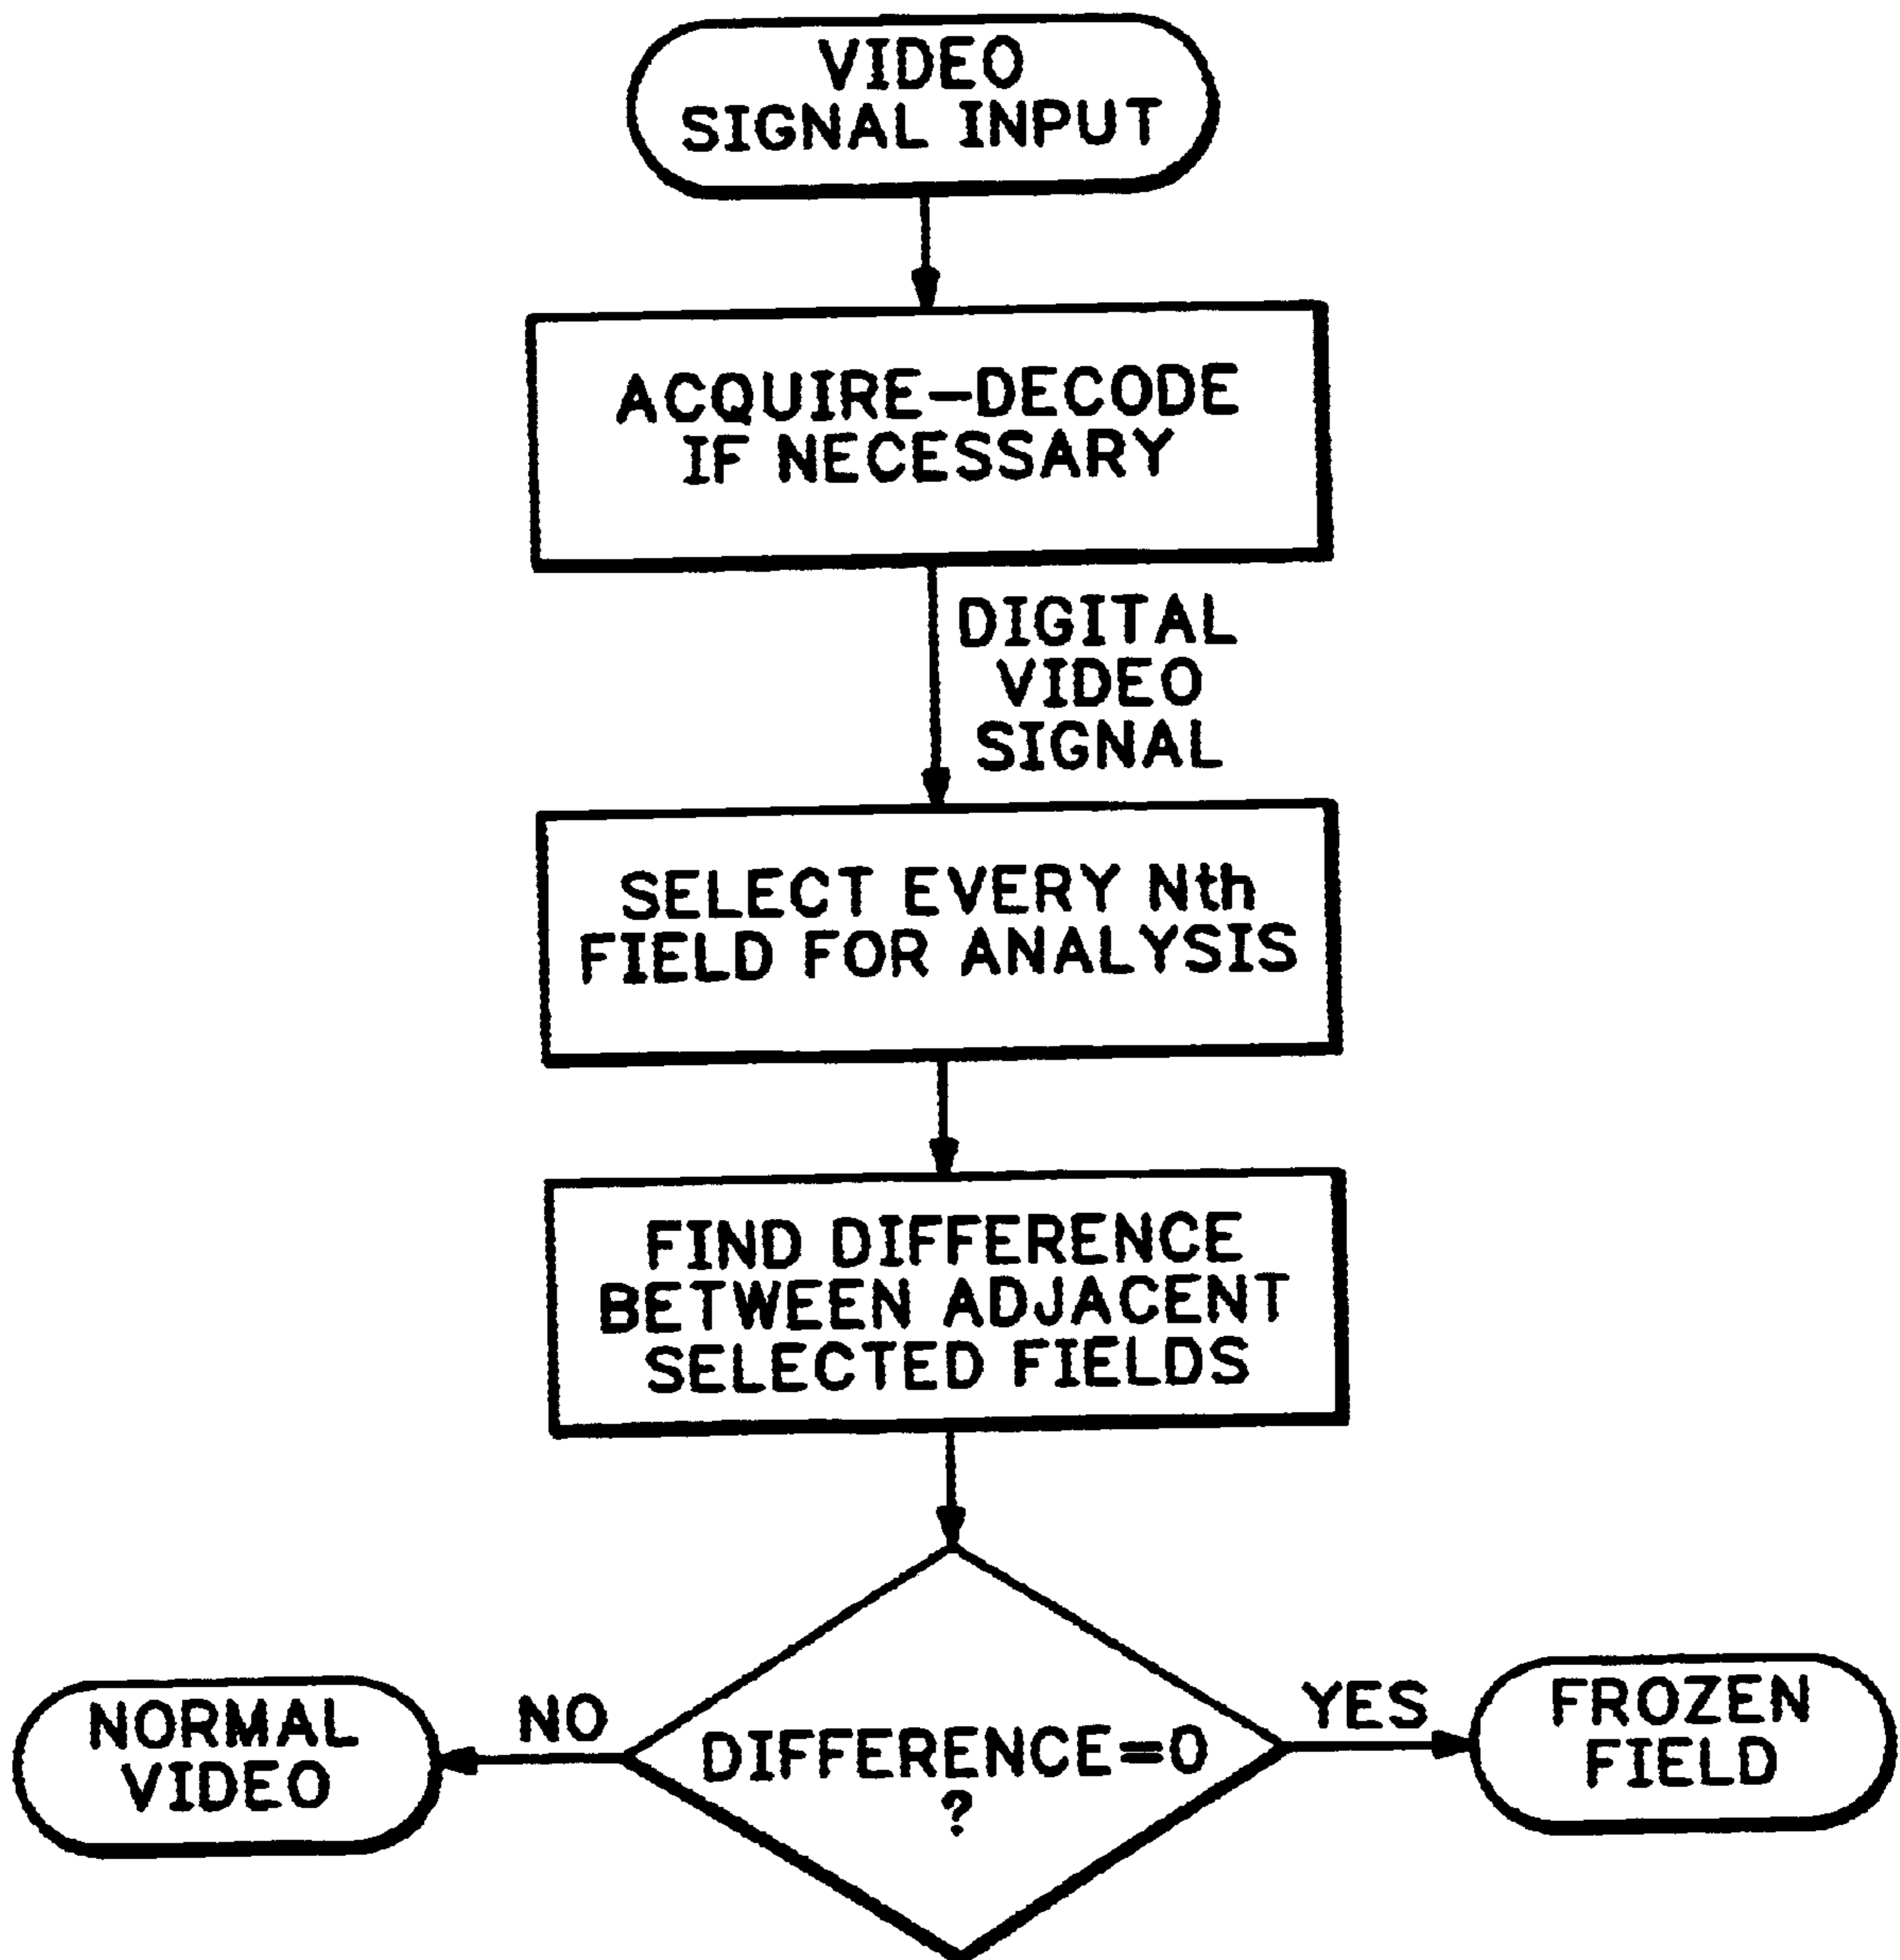 VIDEO
SIGNAL INPUT
ACQUIRE-DECODE
IF NECESSARY
DIGITAL
VIDEO
SIGNAL
SELECT EVERY Nth
FIELD FOR ANALYSIS
FIND DIFFERENCE
BETWEEN ADJACENT
SELECTED FIELDS
NORMAL
VIDEO
NO
DIFFERENCE=0
?
YES
FROZEN
FIELD